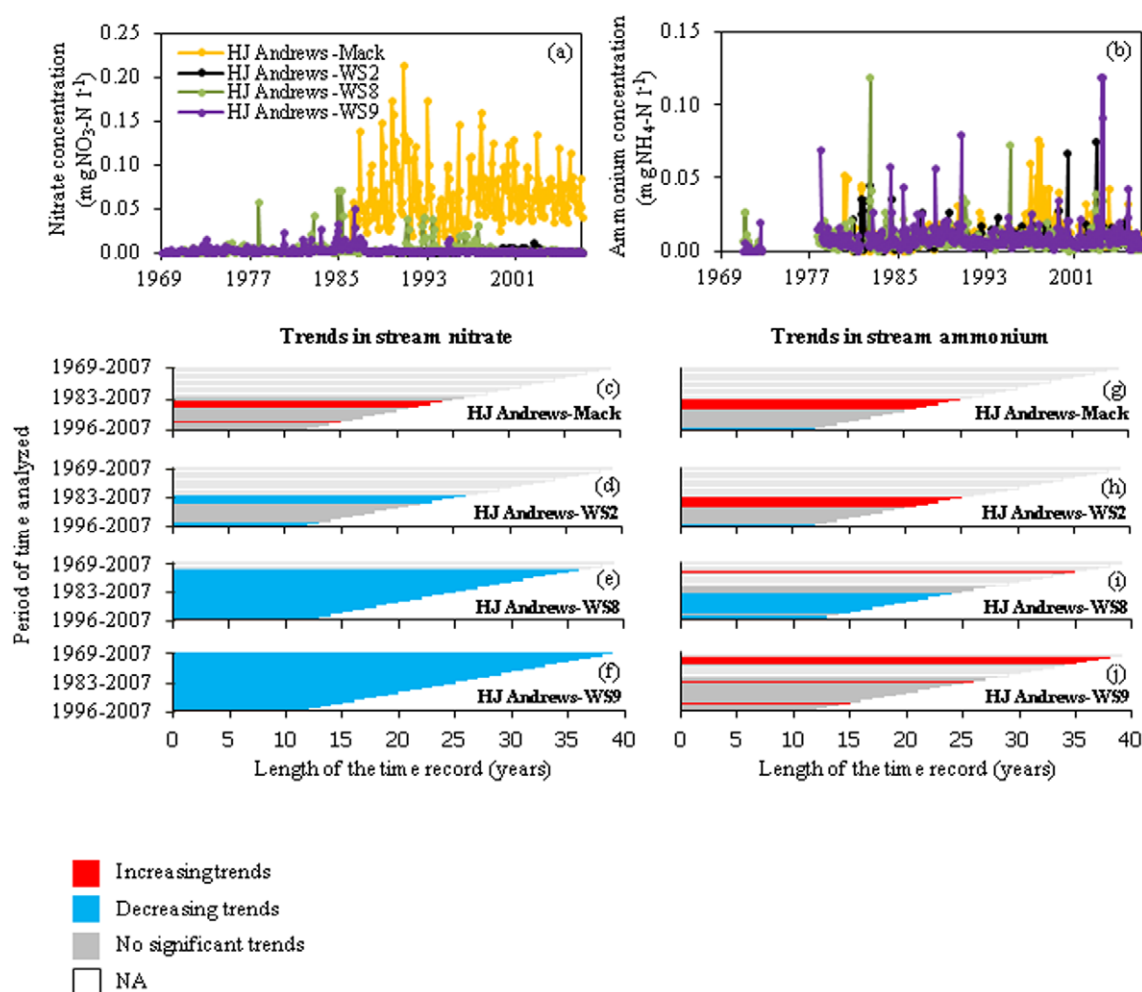 0.25
0.20
0.15
0.10
0.05
0.00
Nitrate concentration
(mgNO3-N l-1)
HJ Andrews-Mack
HJ Andrews-WS2
HJ Andrews-WS8
HJ Andrews-WS9
(a)
1969 1977 1985 1993 2001
0.15
0.10
0.05
0.00
Ammonium concentration
(mgNH4-N l-1)
(b)
1969 1977 1985 1993 2001
Trends in stream nitrate
Trends in stream ammonium
Period of time analyzed
1969-2007
1983-2007
1996-2007
(c)
HJ Andrews-Mack
(g)
HJ Andrews-Mack
1969-2007
1983-2007
1996-2007
(d)
HJ Andrews-WS2
(h)
HJ Andrews-WS2
1969-2007
1983-2007
1996-2007
(e)
HJ Andrews-WS8
(i)
HJ Andrews-WS8
1969-2007
1983-2007
1996-2007
(f)
HJ Andrews-WS9
(j)
HJ Andrews-WS9
0 5 10 15 20 25 30 35 40
0 5 10 15 20 25 30 35 40
Length of the time record (years)
Length of the time record (years)
Increasing trends
Decreasing trends
No significant trends
NA